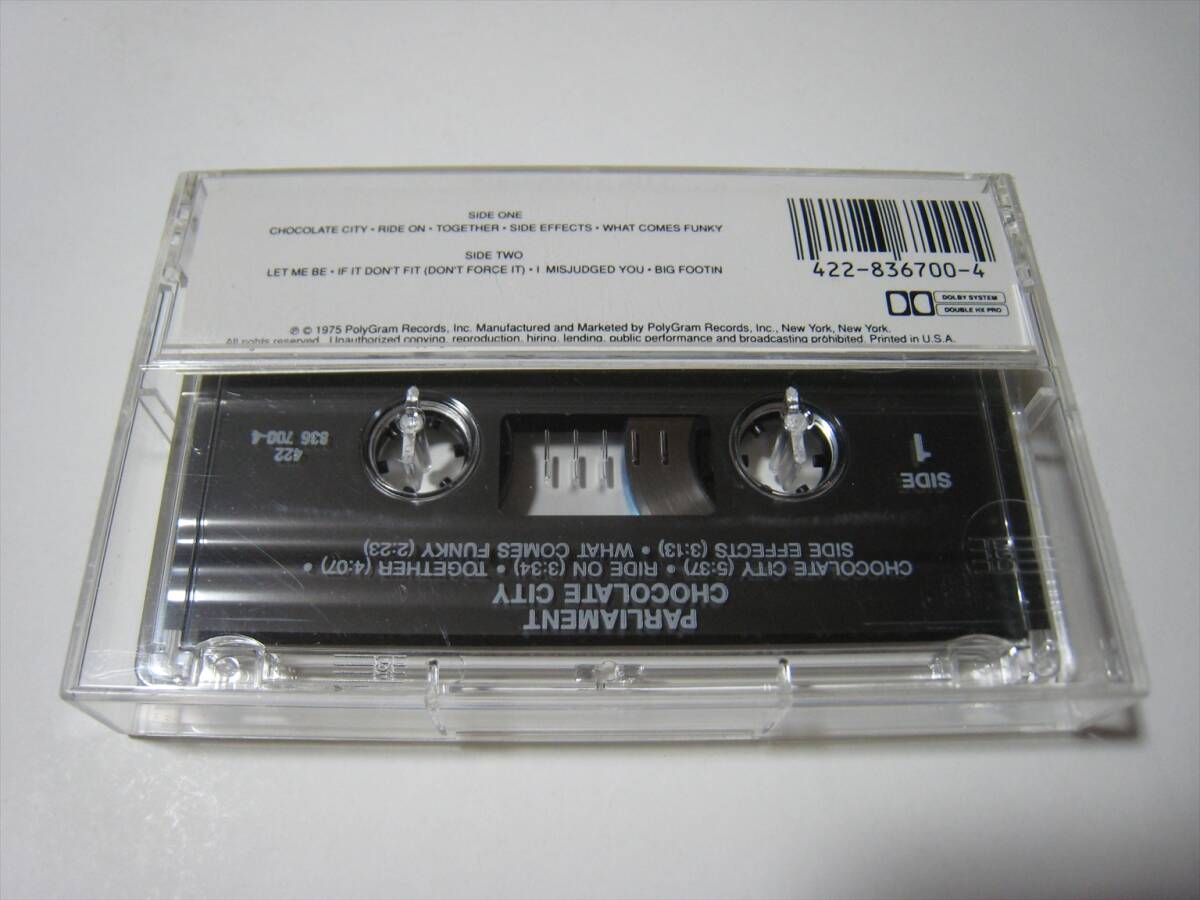 SIDE ONE
CHOCOLATE CITY • RIDE ON • TOGETHER • SIDE EFFECTS • WHAT COMES FUNKY
SIDE TWO
LET ME BE • IF IT DON'T FIT (DON'T FORCE IT) • I MISJUDGED YOU • BIG FOOTIN
422-836700-4
DOLBY SYSTEM
DOUBLE HX PRO
℗ © 1975 PolyGram Records, Inc. Manufactured and Marketed by PolyGram Records, Inc., New York, New York.
All rights reserved. Unauthorized copying, reproduction, hiring, lending, public performance and broadcasting prohibited. Printed in U.S.A.
PARLIAMENT
CHOCOLATE CITY
CHOCOLATE CITY (5:37) • RIDE ON (3:34) • TOGETHER (4:07) •
SIDE EFFECTS (3:13) • WHAT COMES FUNKY (2:23)
SIDE
1
422
836 700-4